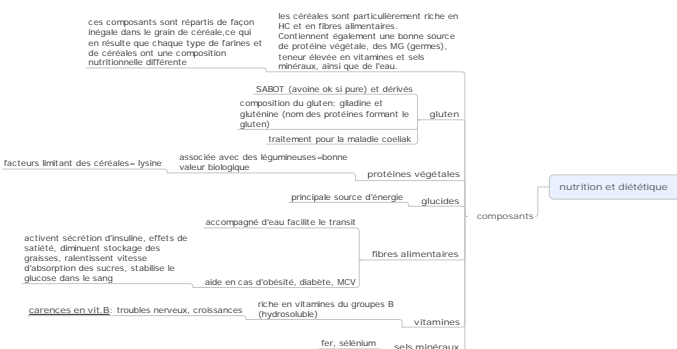 nutrition et diététique
composants
les céréales sont particulièrement riche en
HC et en fibres alimentaires.
Contiennent également une bonne source
de protéine végétale, des MG (germes),
teneur élevée en vitamines et sels
minéraux, ainsi que de l'eau.
ces composants sont répartis de façon
inégale dans le grain de céréale,ce qui
en résulte que chaque type de farines et
de céréales ont une composition
nutritionnelle différente
gluten
SABOT (avoine ok si pure) et dérivés
composition du gluten: gliadine et
gluténine (nom des protéines formant le
gluten)
traitement pour la maladie coeliak
protéines végétales
associée avec des légumineuses=bonne
valeur biologique
facteurs limitant des céréales= lysine
glucides
principale source d'énergie
fibres alimentaires
accompagné d'eau facilite le transit
aide en cas d'obésité, diabète, MCV
activent sécrétion d'insuline, effets de
satiété, diminuent stockage des
graisses, ralentissent vitesse
d'absorption des sucres, stabilise le
glucose dans le sang
vitamines
riche en vitamines du groupes B
(hydrosoluble)
carences en vit.B: troubles nerveux, croissances
sels minéraux
fer, sélénium